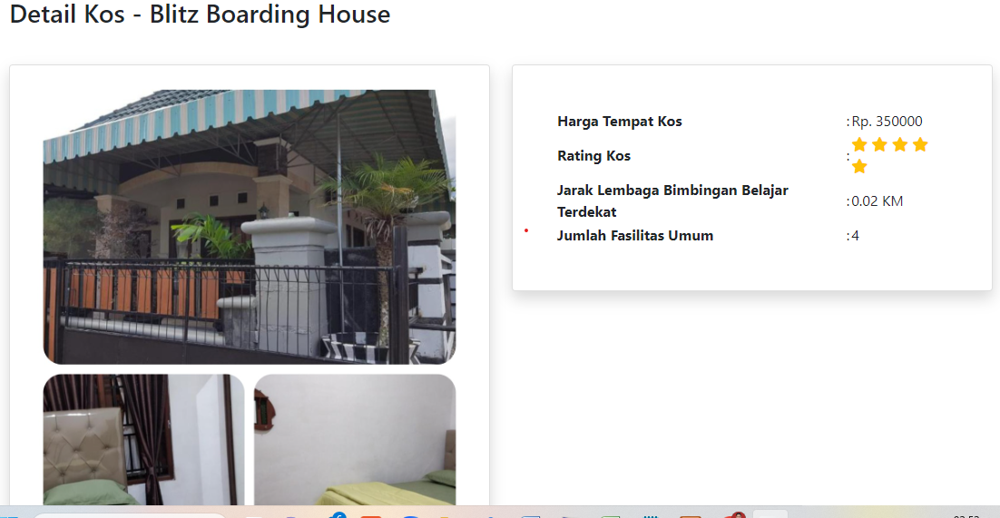 Detail Kos - Blitz Boarding House
Harga Tempat Kos : Rp. 350000
Rating Kos :
Jarak Lembaga Bimbingan Belajar
Terdekat : 0.02 KM
Jumlah Fasilitas Umum : 4